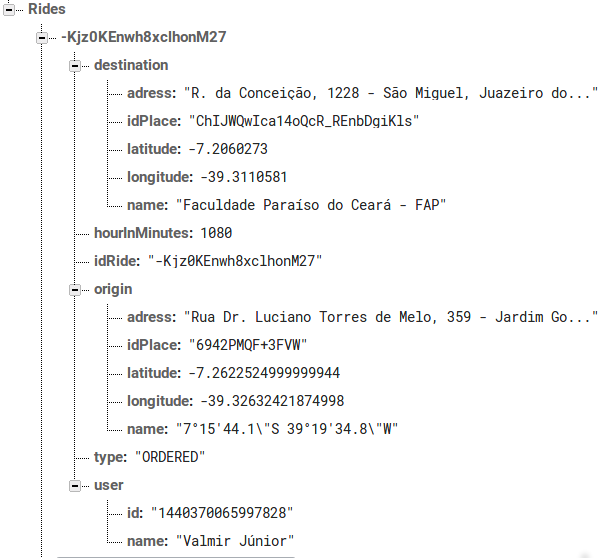 Rides
-Kjz0KEnwh8xclhonM27
destination
adress: "R. da Conceição, 1228 - São Miguel, Juazeiro do..."
idPlace: "ChIJWQwIca14oQcR_REnbDgiKls"
latitude: -7.2060273
longitude: -39.3110581
name: "Faculdade Paraíso do Ceará - FAP"
hourInMinutes: 1080
idRide: "-Kjz0KEnwh8xclhonM27"
origin
adress: "Rua Dr. Luciano Torres de Melo, 359 - Jardim Go..."
idPlace: "6942PMQF+3FVW"
latitude: -7.2622524999999944
longitude: -39.32632421874998
name: "7°15'44.1\"S 39°19'34.8\"W"
type: "ORDERED"
user
id: "1440370065997828"
name: "Valmir Júnior"